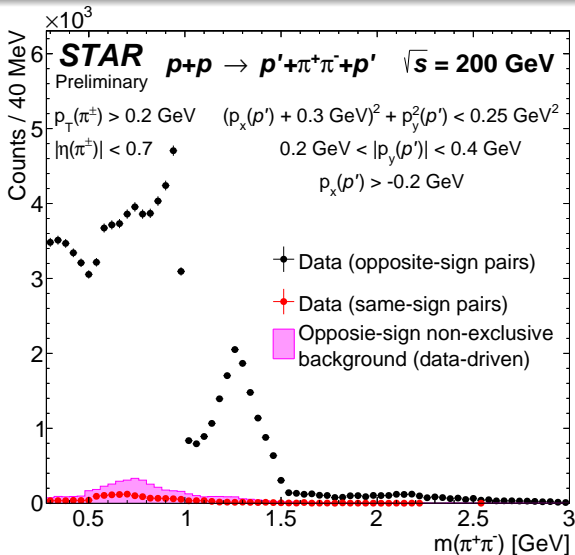 ×10³
6
5
4
3
2
1
0
Counts / 40 MeV
STAR
Preliminary
p+p → p′+π⁺π⁻+p′ √s = 200 GeV
p_T(π^±) > 0.2 GeV (p_x(p′) + 0.3 GeV)² + p_y²(p′) < 0.25 GeV²
|η(π^±)| < 0.7 0.2 GeV < |p_y(p′)| < 0.4 GeV
p_x(p′) > -0.2 GeV
Data (opposite-sign pairs)
Data (same-sign pairs)
Opposie-sign non-exclusive
background (data-driven)
0.5 1 1.5 2 2.5 3
m(π⁺π⁻) [GeV]